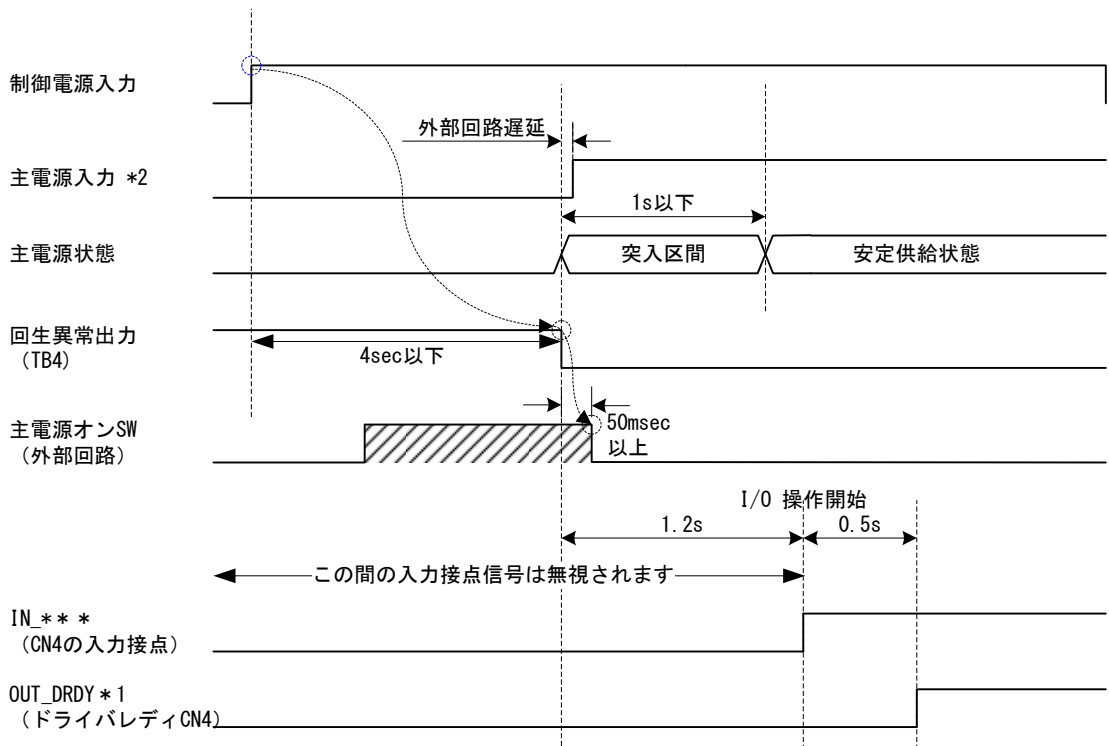 制御電源入力
外部回路遅延
主電源入力 *2
1s以下
主電源状態
突入区間
安定供給状態
回生異常出力
(TB4)
4sec以下
主電源オンSW
(外部回路)
50msec
以上
I/O 操作開始
1.2s
0.5s
この間の入力接点信号は無視されます
IN_***
(CN4の入力接点)
OUT_DRDY*1
(ドライバレディCN4)